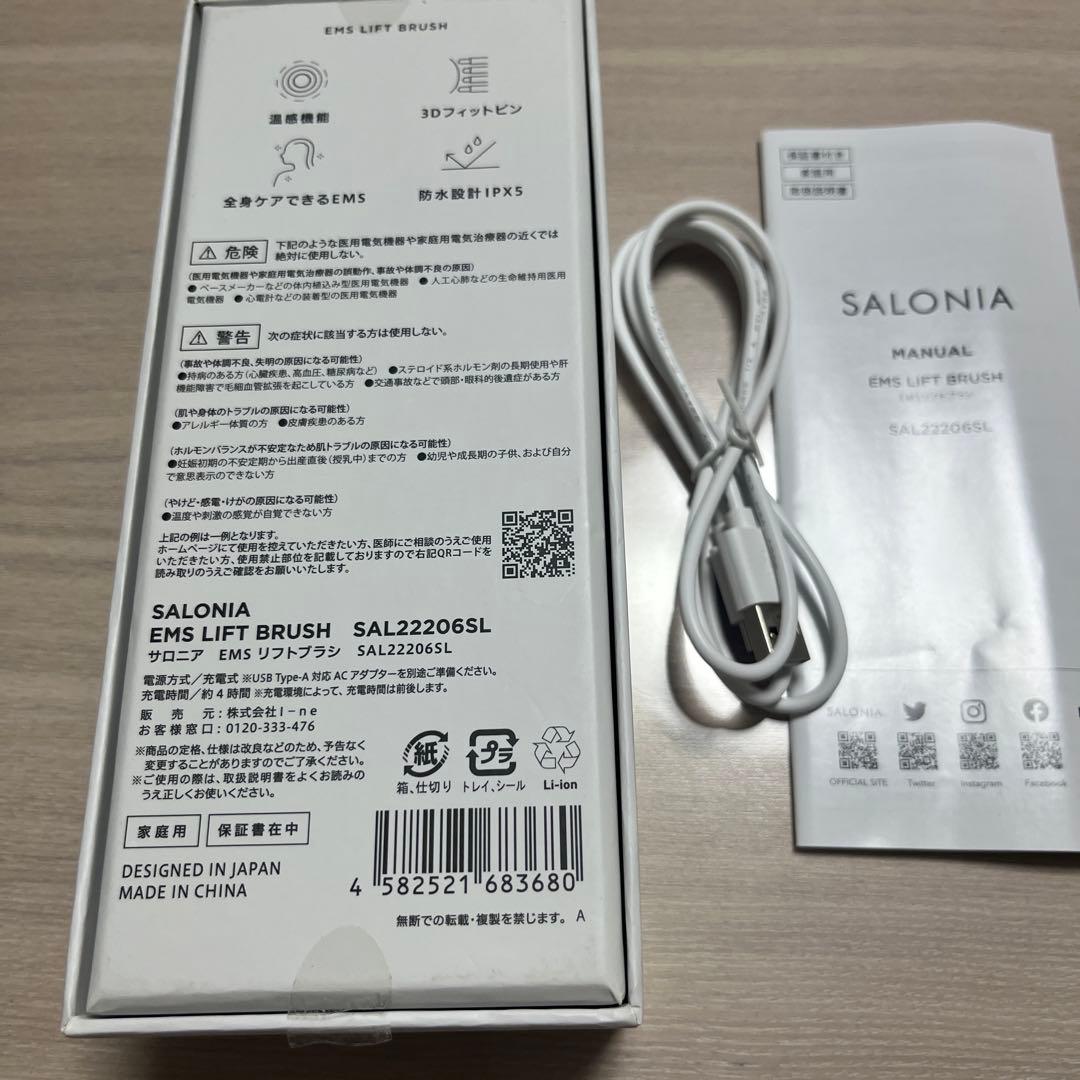 EMS LIFT BRUSH
温感機能
3Dフィットピン
全身ケアできるEMS
防水設計IPX5
危険
下記のような医用電気機器や家庭用電気治療器の近くでは
絶対に使用しない。
(医用電気機器や家庭用電気治療器の誤動作、事故や体調不良の原因)
●ペースメーカーなどの体内植込み型医用電気機器 ●人工心肺などの生命維持用医用
電気機器 ●心電計などの装着型の医用電気機器
警告
次の症状に該当する方は使用しない。
(事故や体調不良、失明の原因になる可能性)
●持病のある方(心臓疾患、高血圧、糖尿病など) ●ステロイド系ホルモン剤の長期使用や肝
機能障害で毛細血管拡張を起こしている方 ●交通事故などで頭部・眼科的後遺症がある方
(肌や身体のトラブルの原因になる可能性)
●アレルギー体質の方 ●皮膚疾患のある方
(ホルモンバランスが不安定なため肌トラブルの原因になる可能性)
●妊娠初期の不安定期から出産直後(授乳中)までの方 ●幼児や成長期の子供、および自分
で意思表示のできない方
(やけど・感電・けがの原因になる可能性)
●温度や刺激の感覚が自覚できない方
上記の例は一例となります。
ホームページにて使用を控えていただきたい方、医師にご相談のうえご使用
いただきたい方、使用禁止部位を記載しておりますので右記QRコードを
読み取りのうえご確認をお願いいたします。
SALONIA
EMS LIFT BRUSH SAL22206SL
サロニア EMS リフトブラシ SAL22206SL
電源方式/充電式 ※USB Type-A 対応 AC アダプターを別途ご準備ください。
充電時間/約4時間 ※充電環境によって、充電時間は前後します。
販売元:株式会社I-ne
お客様窓口:0120-333-476
※商品の定格、仕様は改良などのため、予告なく
変更することがありますのでご了承ください。
※ご使用の際は、取扱説明書をよくお読みの
うえ正しくお使いください。
紙
箱、仕切り
プラ
トレイ、シール
Li-ion
家庭用
保証書在中
DESIGNED IN JAPAN
MADE IN CHINA
4 582521 683680
無断での転載・複製を禁じます。 A
保証書付き
家庭用
取扱説明書
SALONIA
MANUAL
EMS LIFT BRUSH
EMSリフトブラシ
SAL22206SL
SALONIA
OFFICIAL SITE
Twitter
Instagram
Facebook